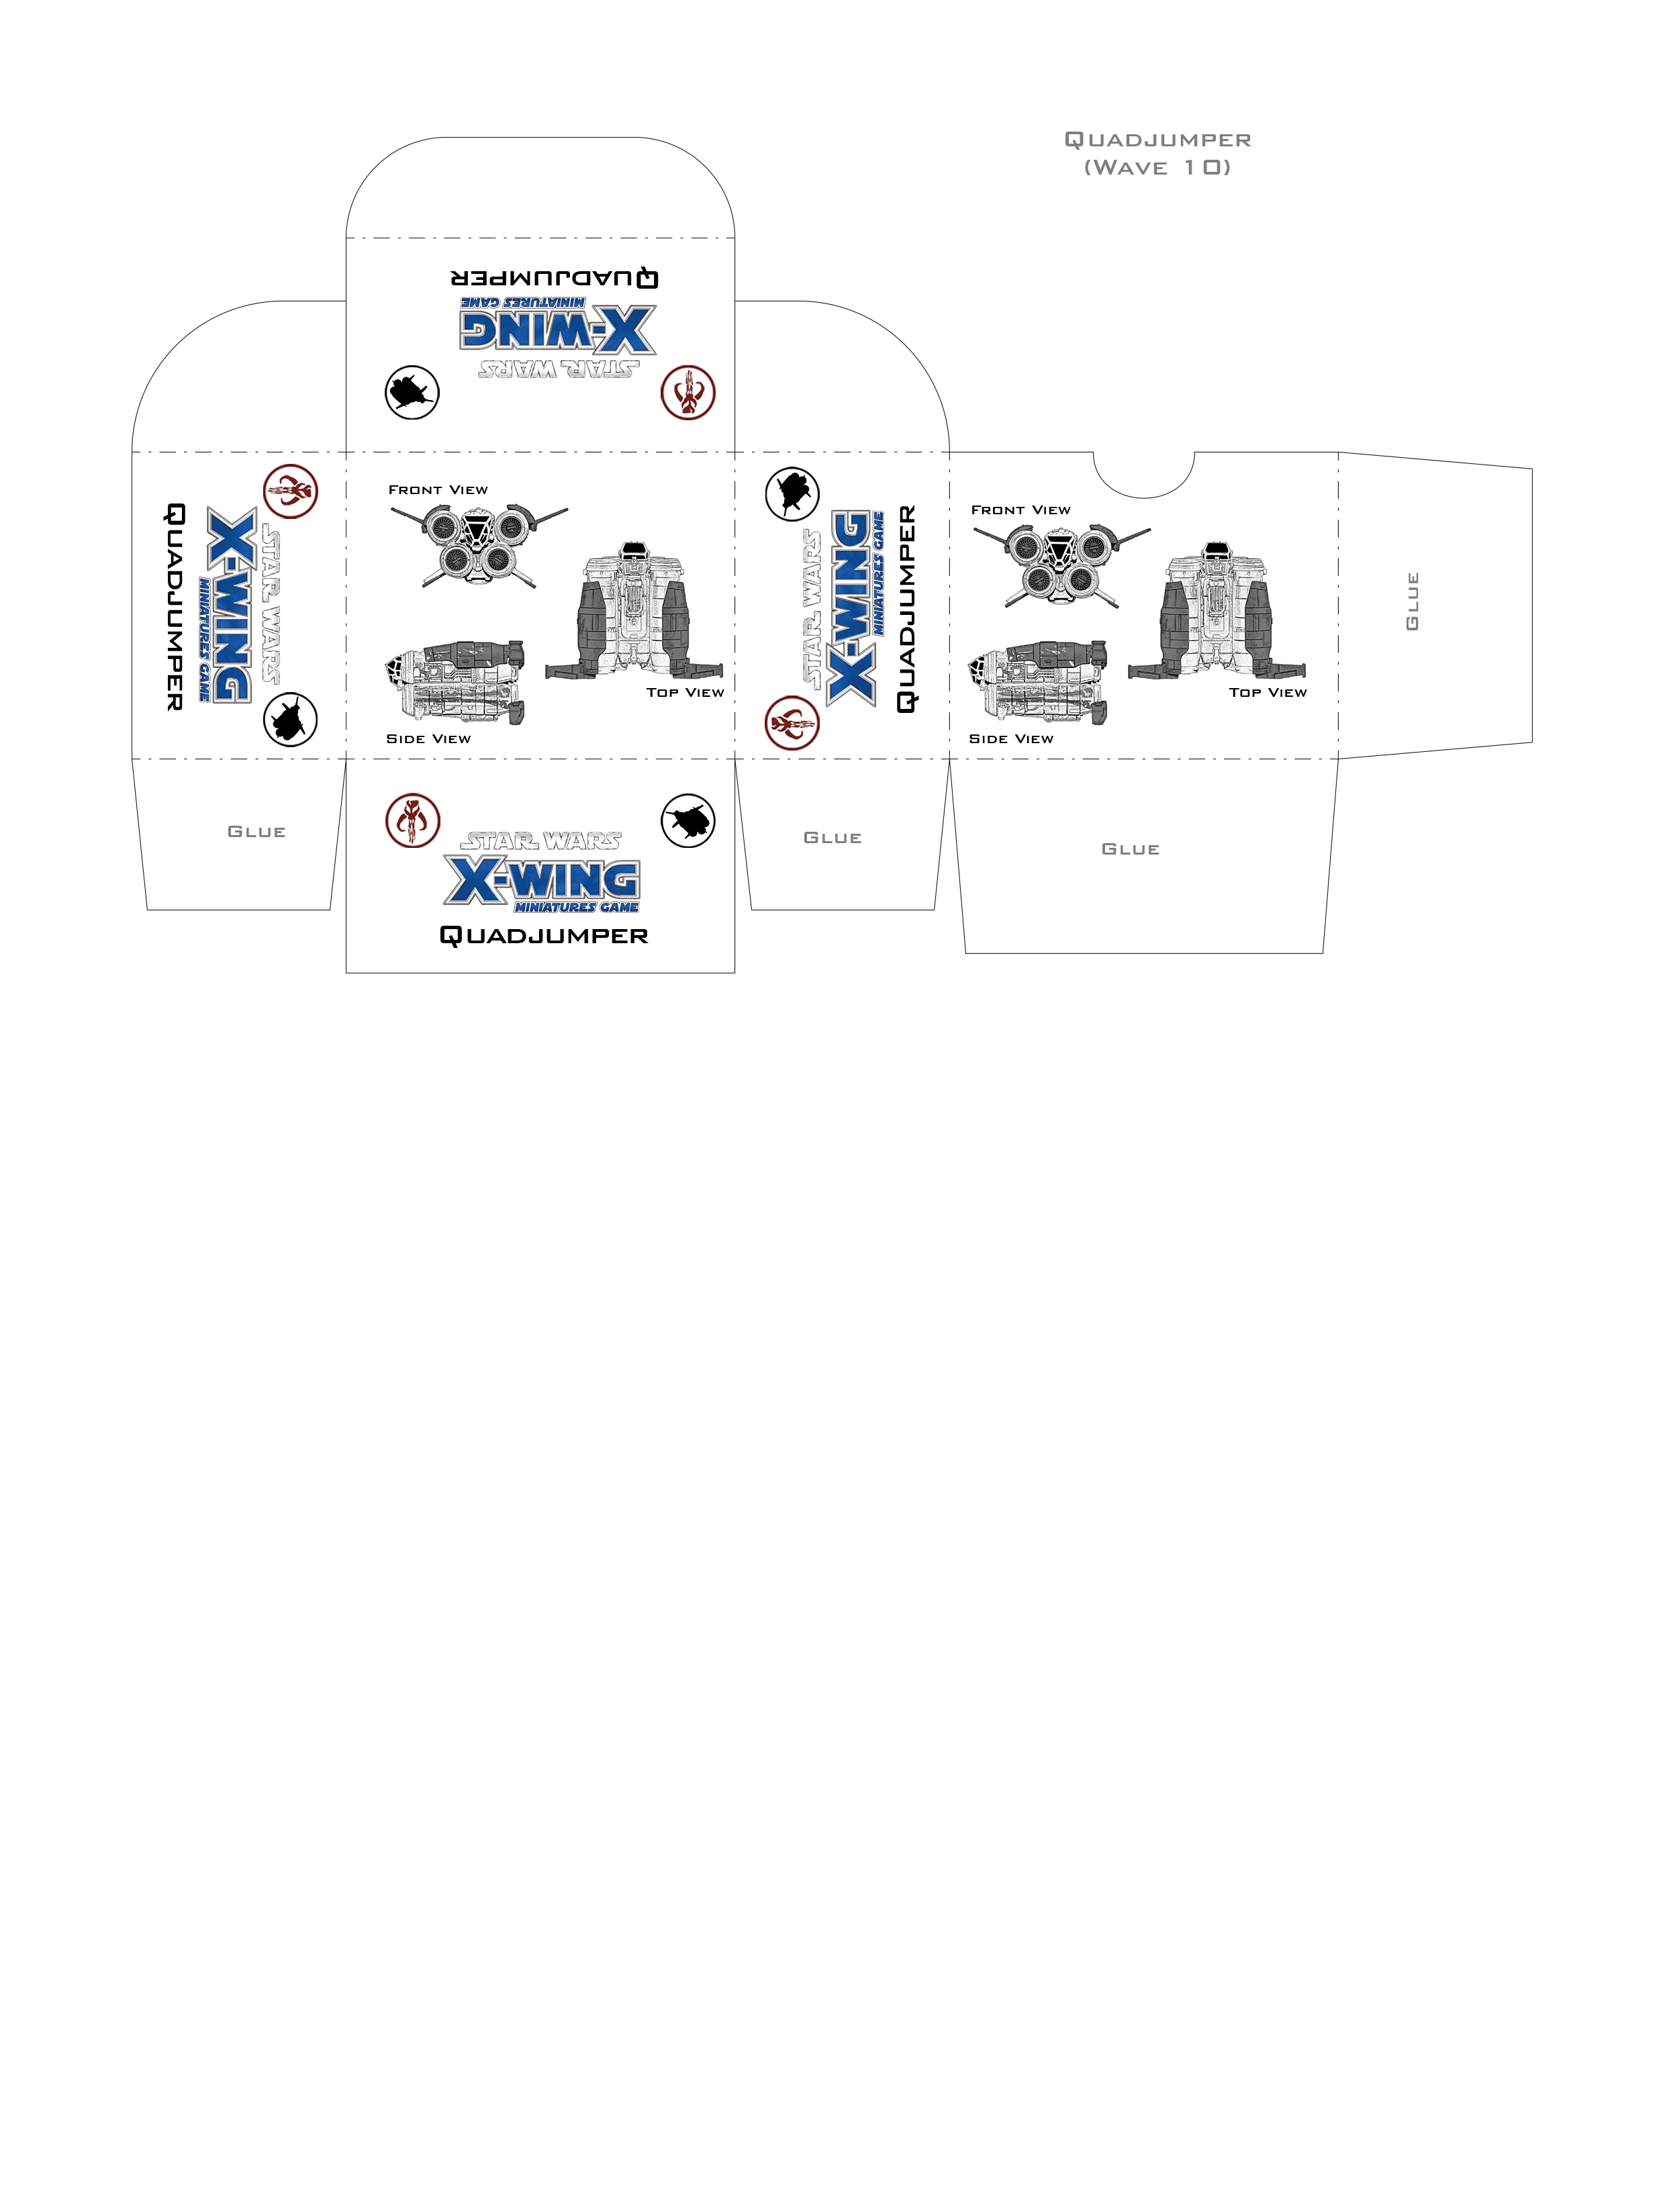 Quadjumper
(Wave 10)
Quadjumper
X-WING
MINIATURES GAME
STAR WARS
Quadjumper
X-WING
MINIATURES GAME
STAR WARS
Front View
Top View
Side View
STAR WARS
X-WING
MINIATURES GAME
Quadjumper
Front View
Top View
Side View
Glue
Glue
STAR WARS
X-WING
MINIATURES GAME
Quadjumper
Glue
Glue